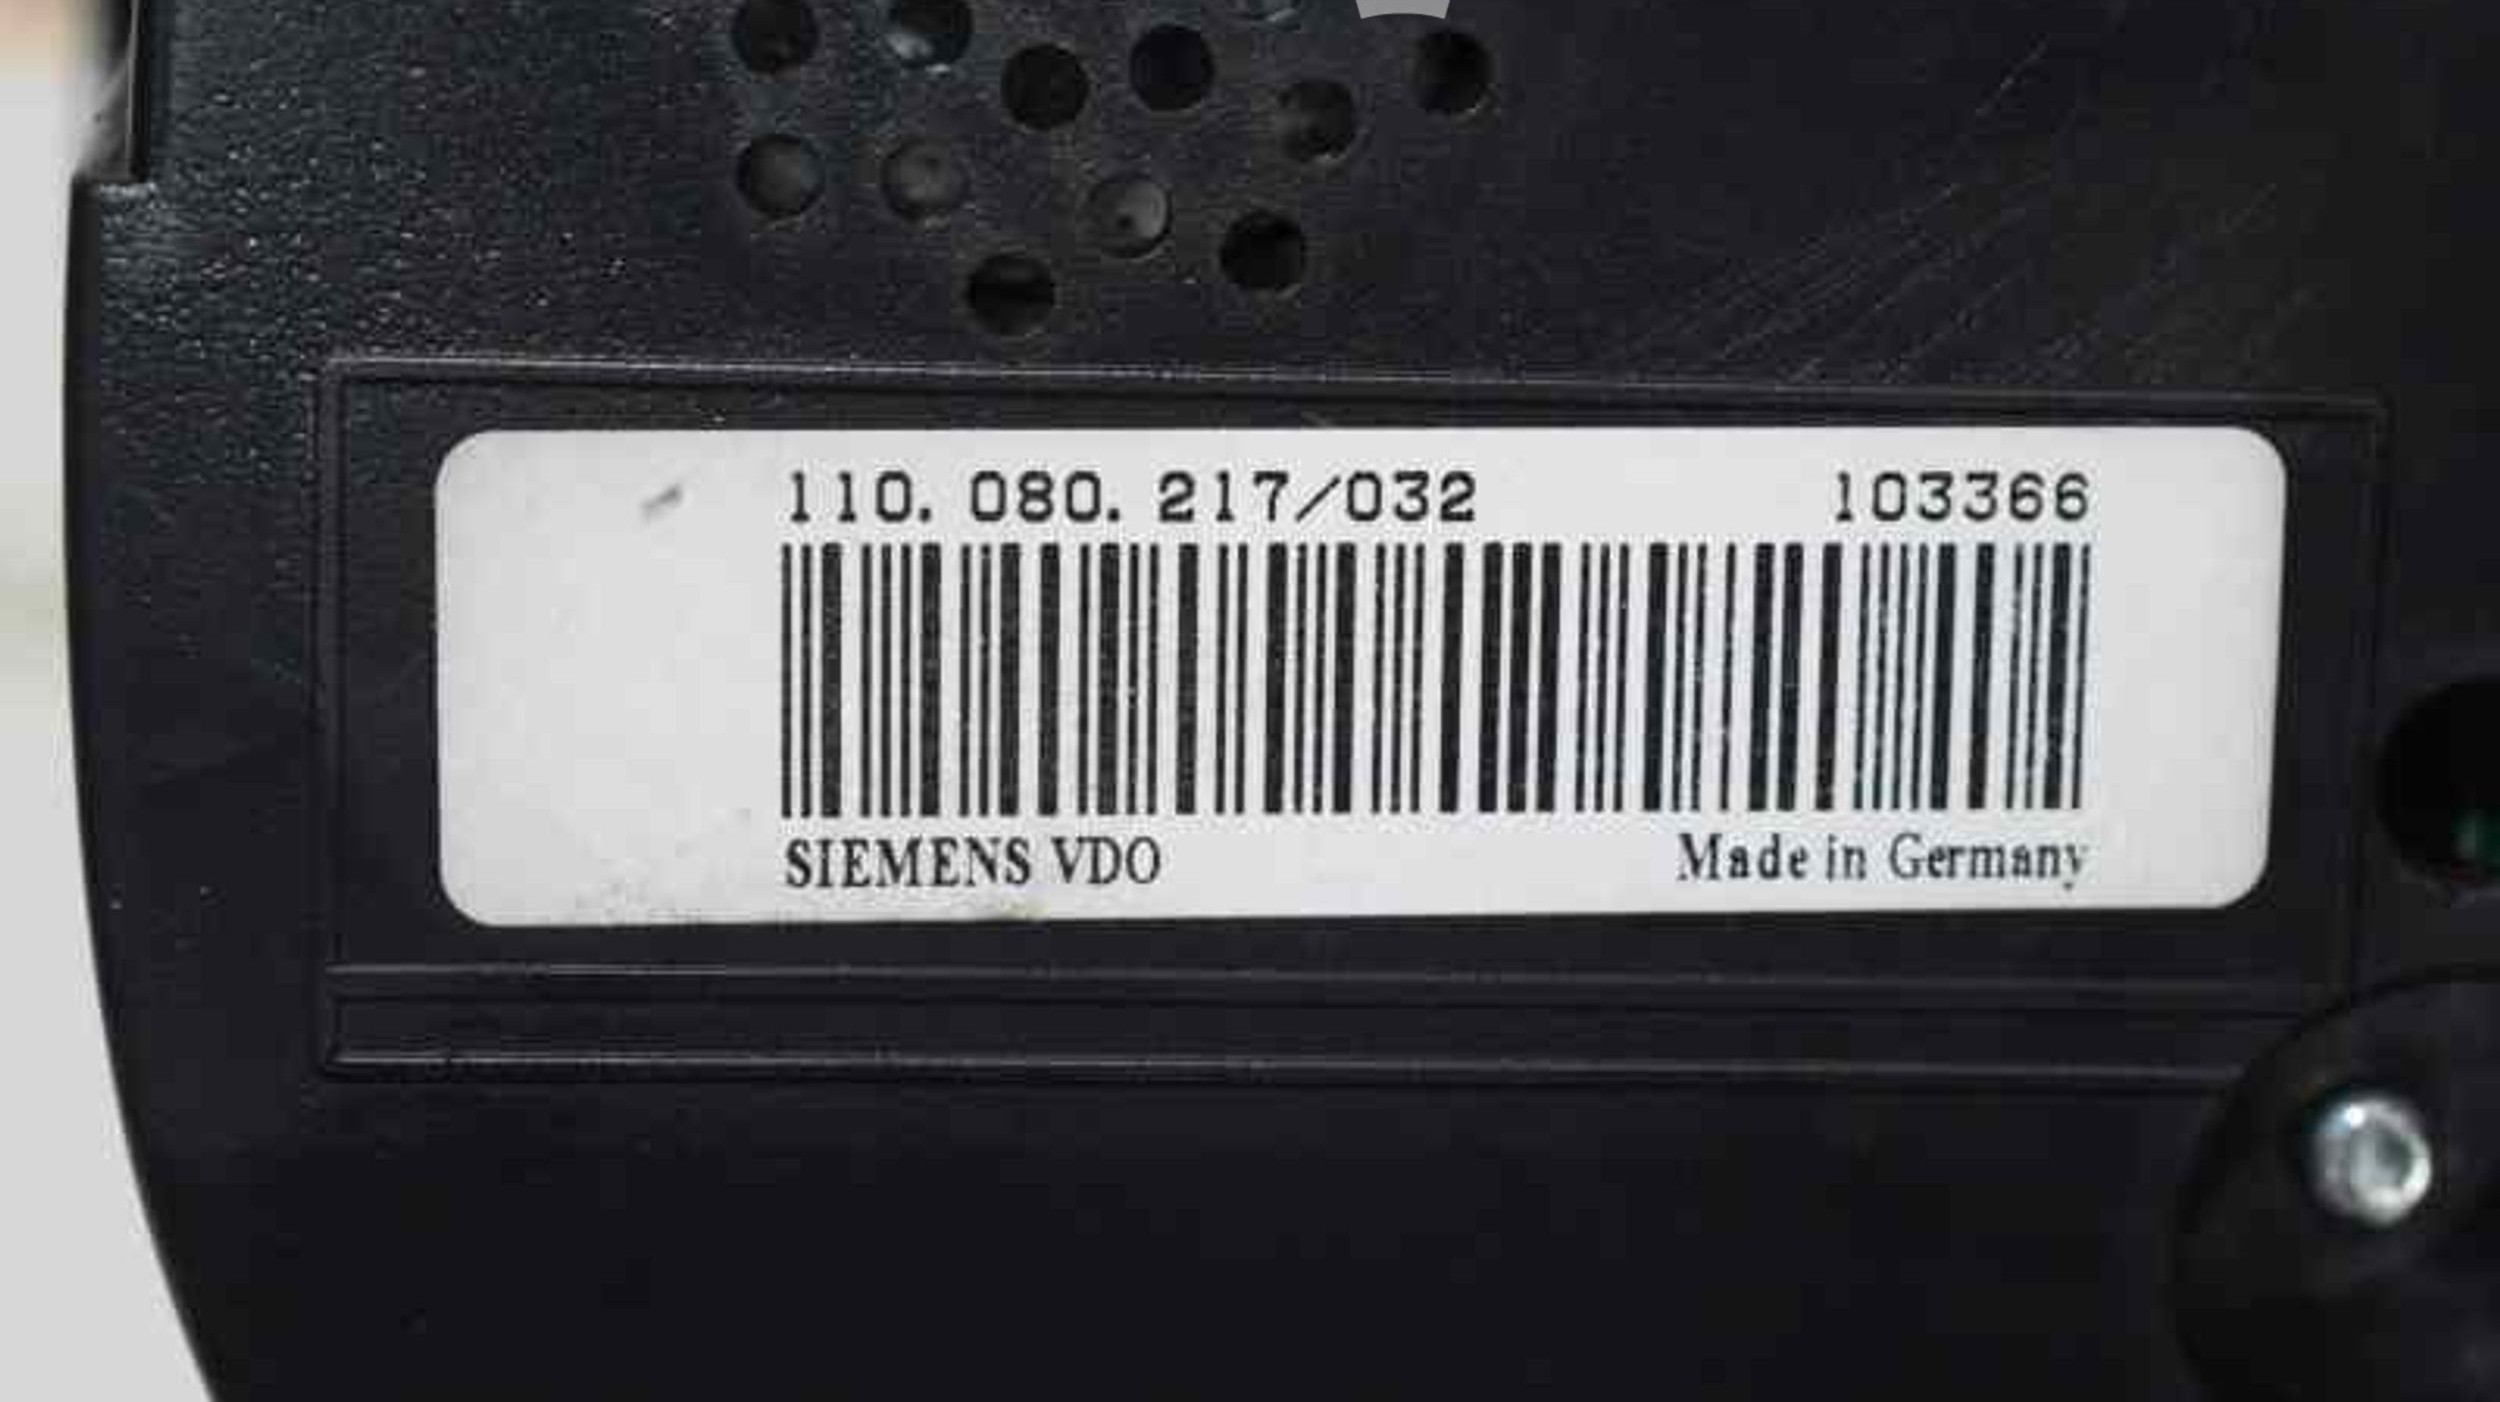 110. 080. 217/032 103366
SIEMENS VDO Made in Germany